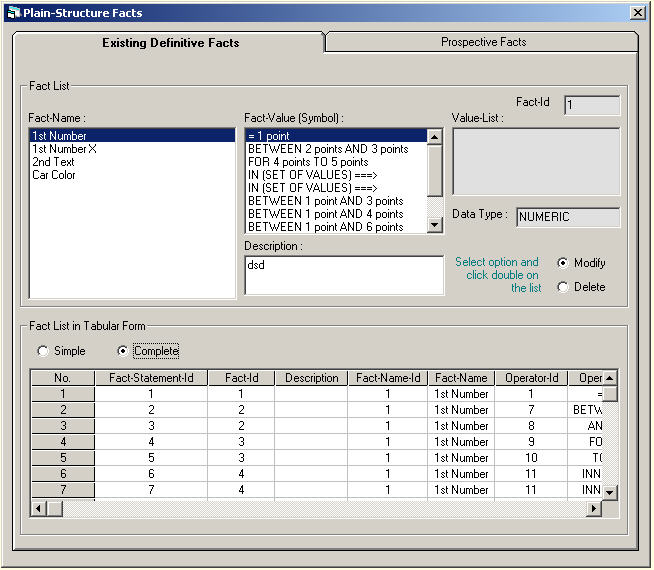 Plain-Structure Facts
Existing Definitive Facts
Prospective Facts
Fact List
Fact-Id 1
Fact-Name : Fact-Value (Symbol) : Value-List :
1st Number
1st Number X
2nd Text
Car Color
= 1 point
BETWEEN 2 points AND 3 points
FOR 4 points TO 5 points
IN (SET OF VALUES) ===>
IN (SET OF VALUES) ===>
BETWEEN 1 point AND 3 points
BETWEEN 1 point AND 4 points
BETWEEN 1 point AND 6 points
Data Type : NUMERIC
Description :
dsd
Select option and
click double on
the list
Modify
Delete
Fact List in Tabular Form
Simple Complete
No. Fact-Statement-Id Fact-Id Description Fact-Name-Id Fact-Name Operator-Id Oper
1 1 1 1 1st Number 1 =
2 2 2 1 1st Number 7 BETW
3 3 2 1 1st Number 8 AN
4 4 3 1 1st Number 9 FO
5 5 3 1 1st Number 10 TO
6 6 4 1 1st Number 11 INN
7 7 4 1 1st Number 11 INN